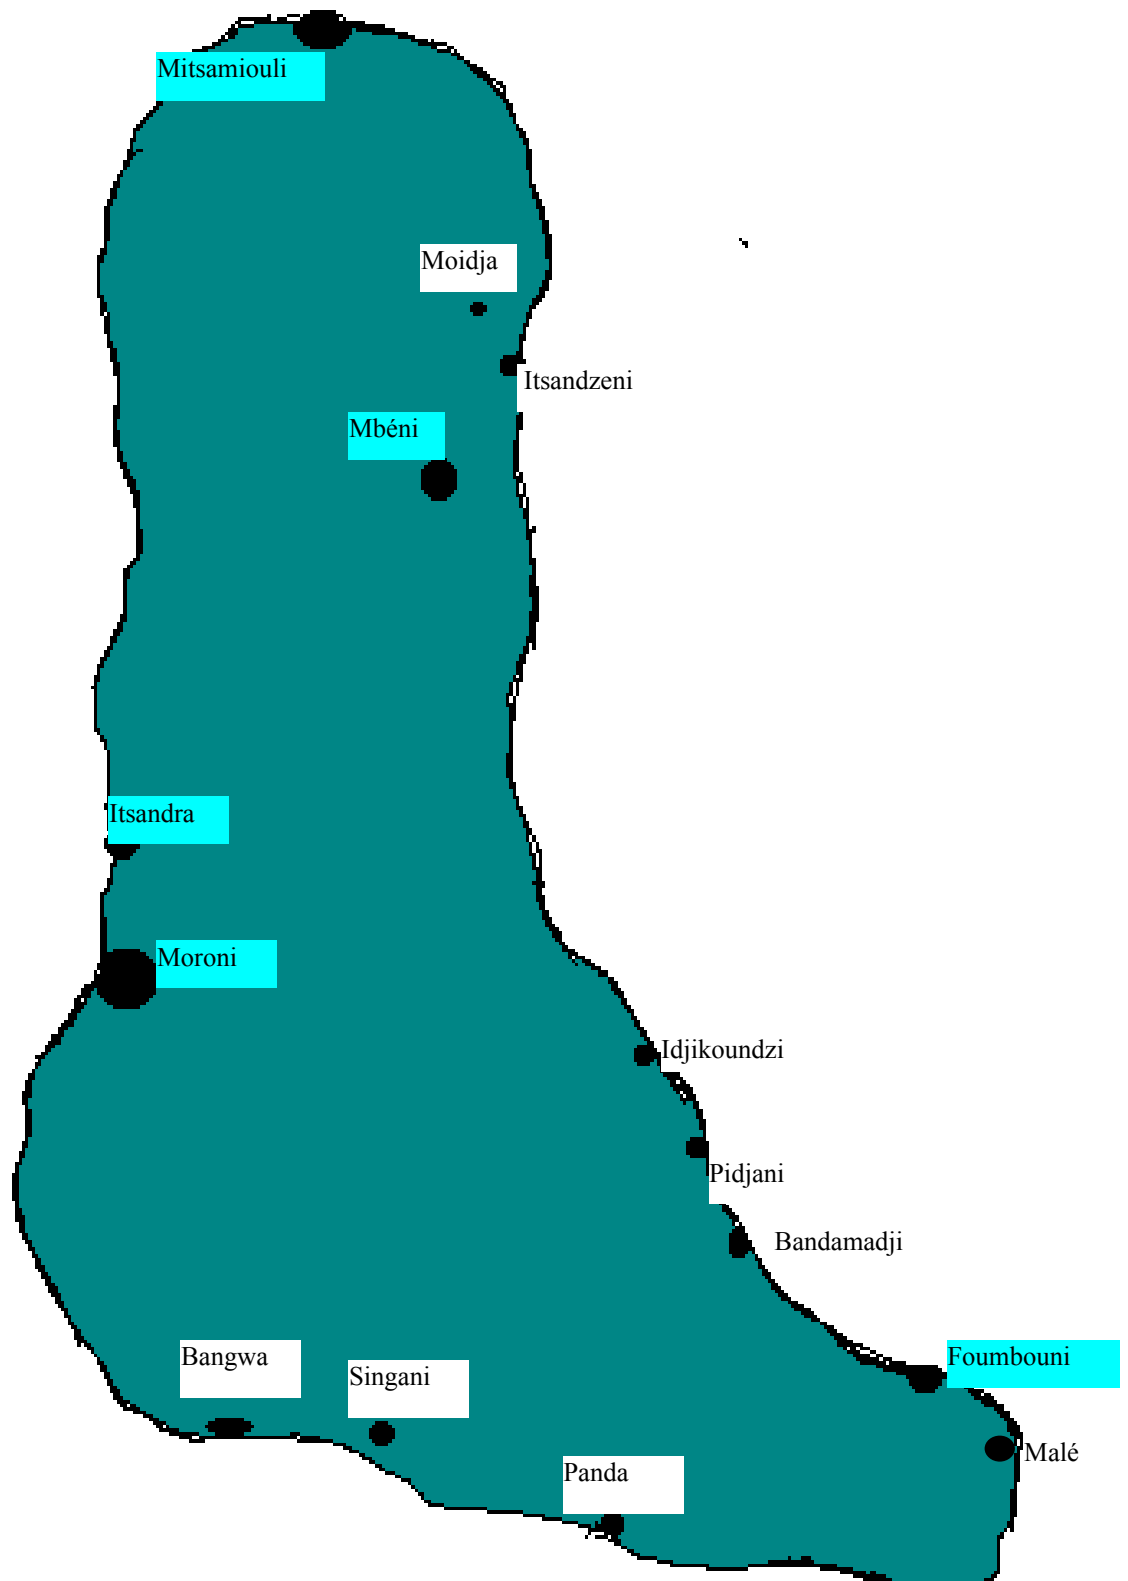 Mitsamiouli
Moidja
Itsandzeni
Mbéni
Itsandra
Moroni
Idjikoundzi
Pidjani
Bandamadji
Bangwa
Singani
Foumbouni
Malé
Panda